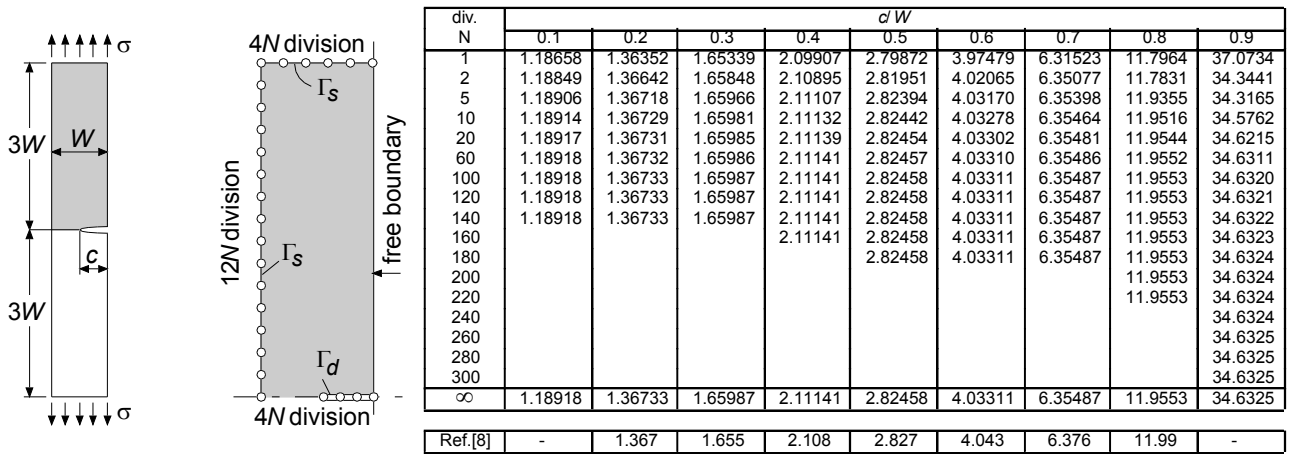 σ
3W
W
c
3W
σ
4N division
Γs
12N division
Γs
free boundary
Γd
4N division
div. c/W
N 0.1 0.2 0.3 0.4 0.5 0.6 0.7 0.8 0.9
1 1.18658 1.36352 1.65339 2.09907 2.79872 3.97479 6.31523 11.7964 37.0734
2 1.18849 1.36642 1.65848 2.10895 2.81951 4.02065 6.35077 11.7831 34.3441
5 1.18906 1.36718 1.65966 2.11107 2.82394 4.03170 6.35398 11.9355 34.3165
10 1.18914 1.36729 1.65981 2.11132 2.82442 4.03278 6.35464 11.9516 34.5762
20 1.18917 1.36731 1.65985 2.11139 2.82454 4.03302 6.35481 11.9544 34.6215
60 1.18918 1.36732 1.65986 2.11141 2.82457 4.03310 6.35486 11.9552 34.6311
100 1.18918 1.36733 1.65987 2.11141 2.82458 4.03311 6.35487 11.9553 34.6320
120 1.18918 1.36733 1.65987 2.11141 2.82458 4.03311 6.35487 11.9553 34.6321
140 1.18918 1.36733 1.65987 2.11141 2.82458 4.03311 6.35487 11.9553 34.6322
160 2.11141 2.82458 4.03311 6.35487 11.9553 34.6323
180 2.82458 4.03311 6.35487 11.9553 34.6324
200 11.9553 34.6324
220 11.9553 34.6324
240 34.6324
260 34.6325
280 34.6325
300 34.6325
∞ 1.18918 1.36733 1.65987 2.11141 2.82458 4.03311 6.35487 11.9553 34.6325
Ref.[8] - 1.367 1.655 2.108 2.827 4.043 6.376 11.99 -